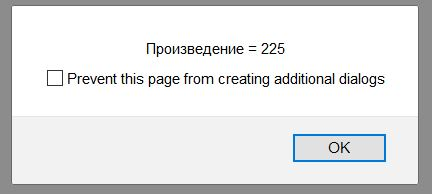 Произведение = 225
Prevent this page from creating additional dialogs
OK